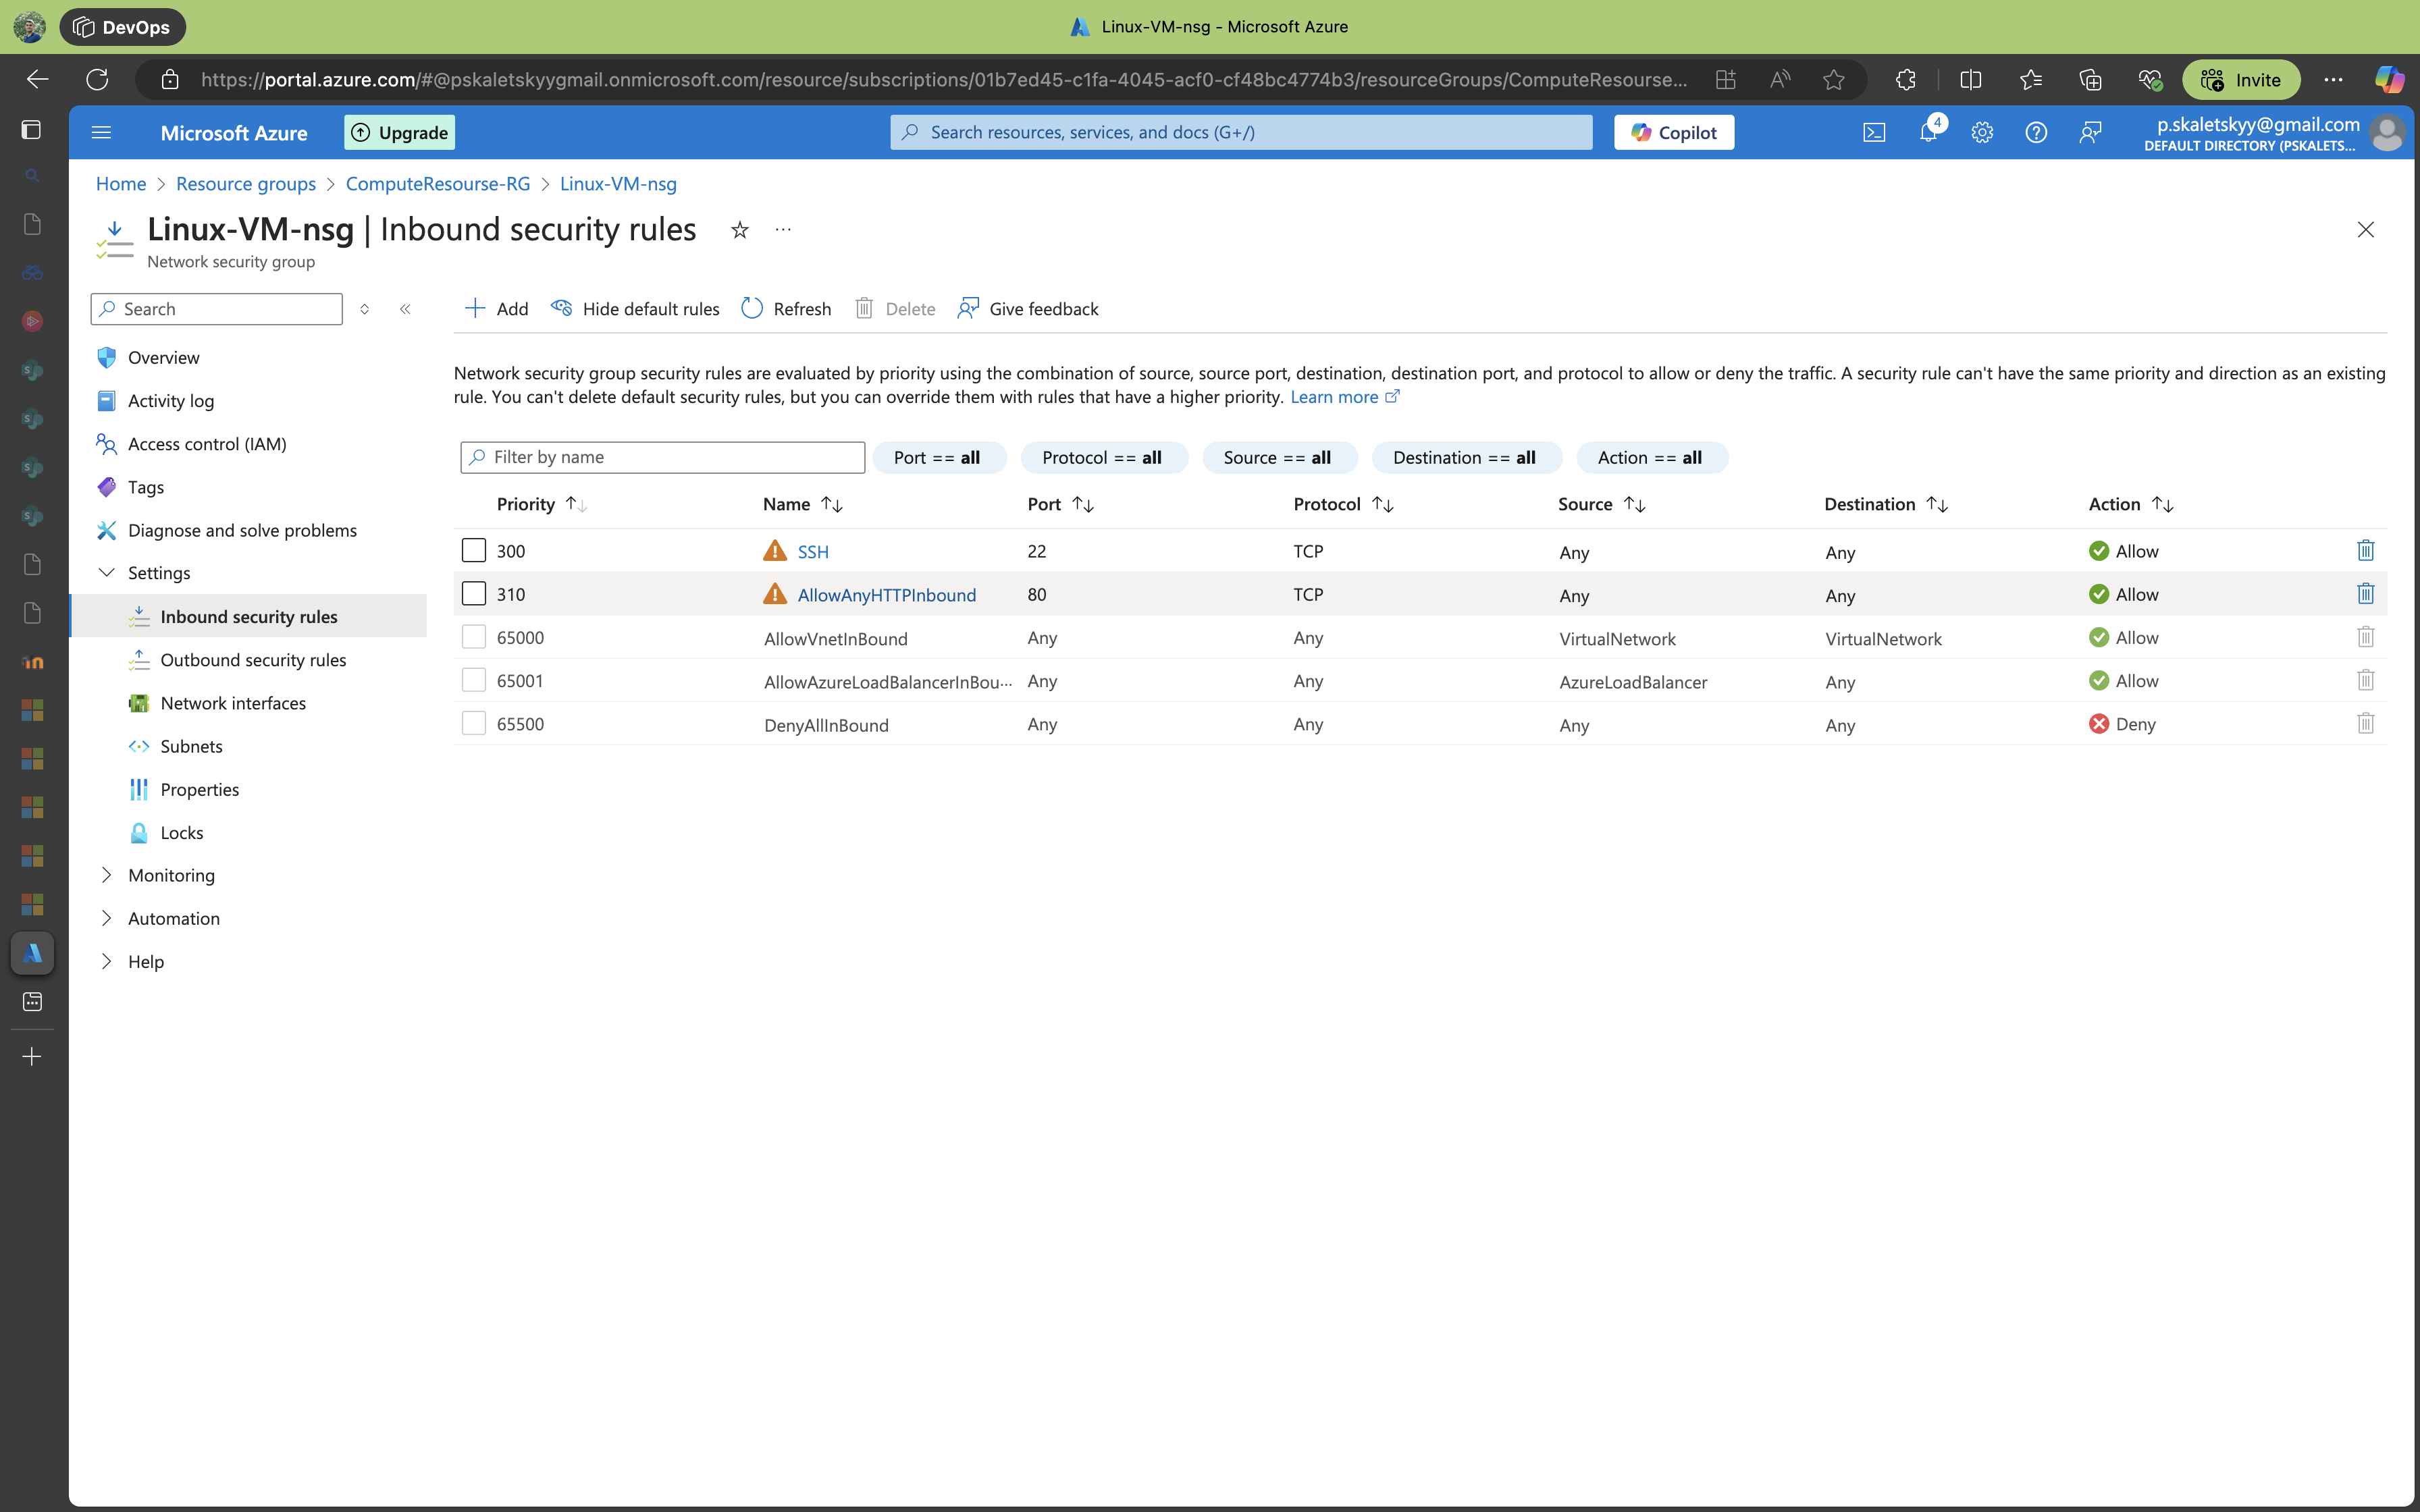 DevOps
Linux-VM-nsg - Microsoft Azure
https://portal.azure.com/#@pskaletskyygmail.onmicrosoft.com/resource/subscriptions/01b7ed45-c1fa-4045-acf0-cf48bc4774b3/resourceGroups/ComputeResourse...
Invite
Microsoft Azure
Upgrade
Search resources, services, and docs (G+/)
Copilot
4
p.skaletskyy@gmail.com
DEFAULT DIRECTORY (PSKALETS...
Home > Resource groups > ComputeResourse-RG > Linux-VM-nsg
Linux-VM-nsg | Inbound security rules
Network security group
Search
Add
Hide default rules
Refresh
Delete
Give feedback
Overview
Activity log
Access control (IAM)
Tags
Diagnose and solve problems
Settings
Inbound security rules
Outbound security rules
Network interfaces
Subnets
Properties
Locks
Monitoring
Automation
Help
Network security group security rules are evaluated by priority using the combination of source, source port, destination, destination port, and protocol to allow or deny the traffic. A security rule can't have the same priority and direction as an existing
rule. You can't delete default security rules, but you can override them with rules that have a higher priority. Learn more
Filter by name
Port == all
Protocol == all
Source == all
Destination == all
Action == all
Priority Name Port Protocol Source Destination Action
300 SSH 22 TCP Any Any Allow
310 AllowAnyHTTPInbound 80 TCP Any Any Allow
65000 AllowVnetInBound Any Any VirtualNetwork VirtualNetwork Allow
65001 AllowAzureLoadBalancerInBou... Any Any AzureLoadBalancer Any Allow
65500 DenyAllInBound Any Any Any Any Deny